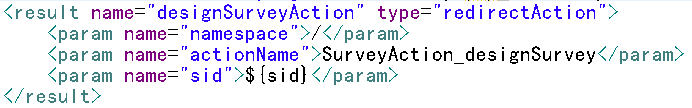 <result name="designSurveyAction" type="redirectAction">
<param name="namespace">/</param>
<param name="actionName">SurveyAction_designSurvey</param>
<param name="sid">${sid}</param>
</result>